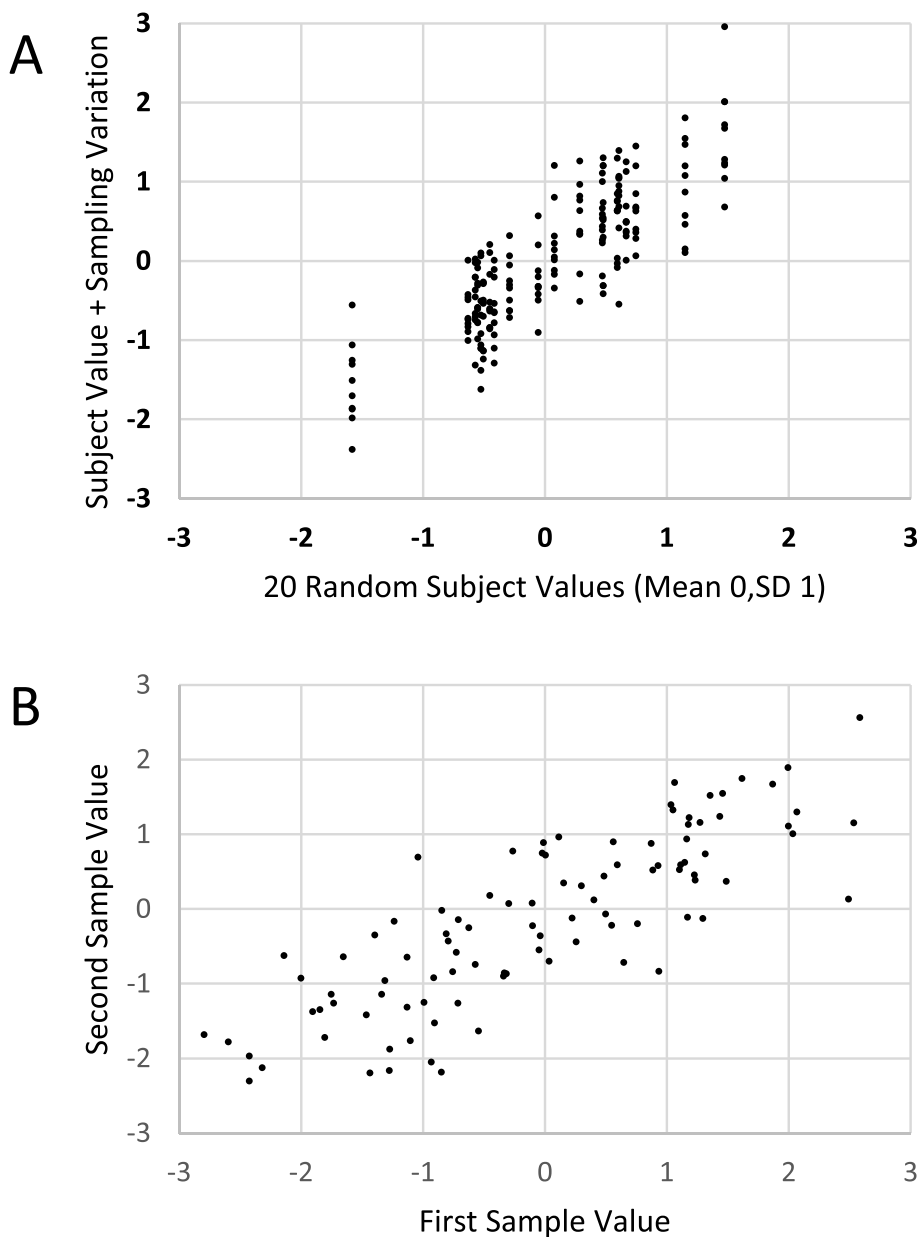 A
Subject Value + Sampling Variation
3
2
1
0
-1
-2
-3
-3 -2 -1 0 1 2 3
20 Random Subject Values (Mean 0,SD 1)
B
Second Sample Value
3
2
1
0
-1
-2
-3
-3 -2 -1 0 1 2 3
First Sample Value